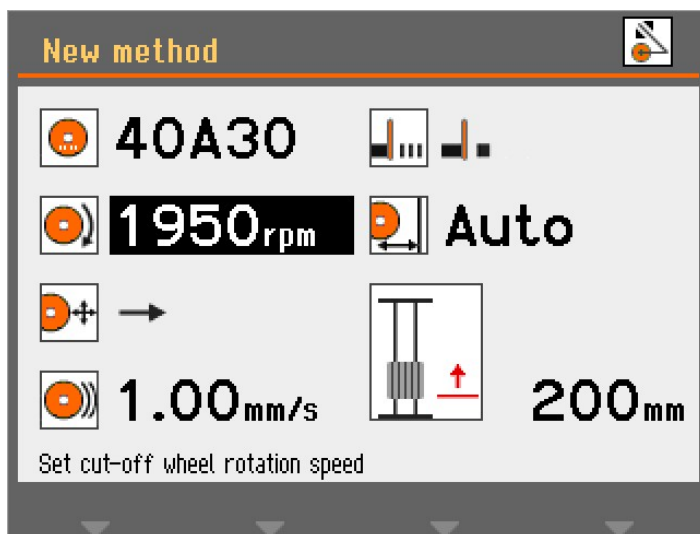 New method
40A30
1950rpm
Auto
1.00mm/s
200mm
Set cut-off wheel rotation speed